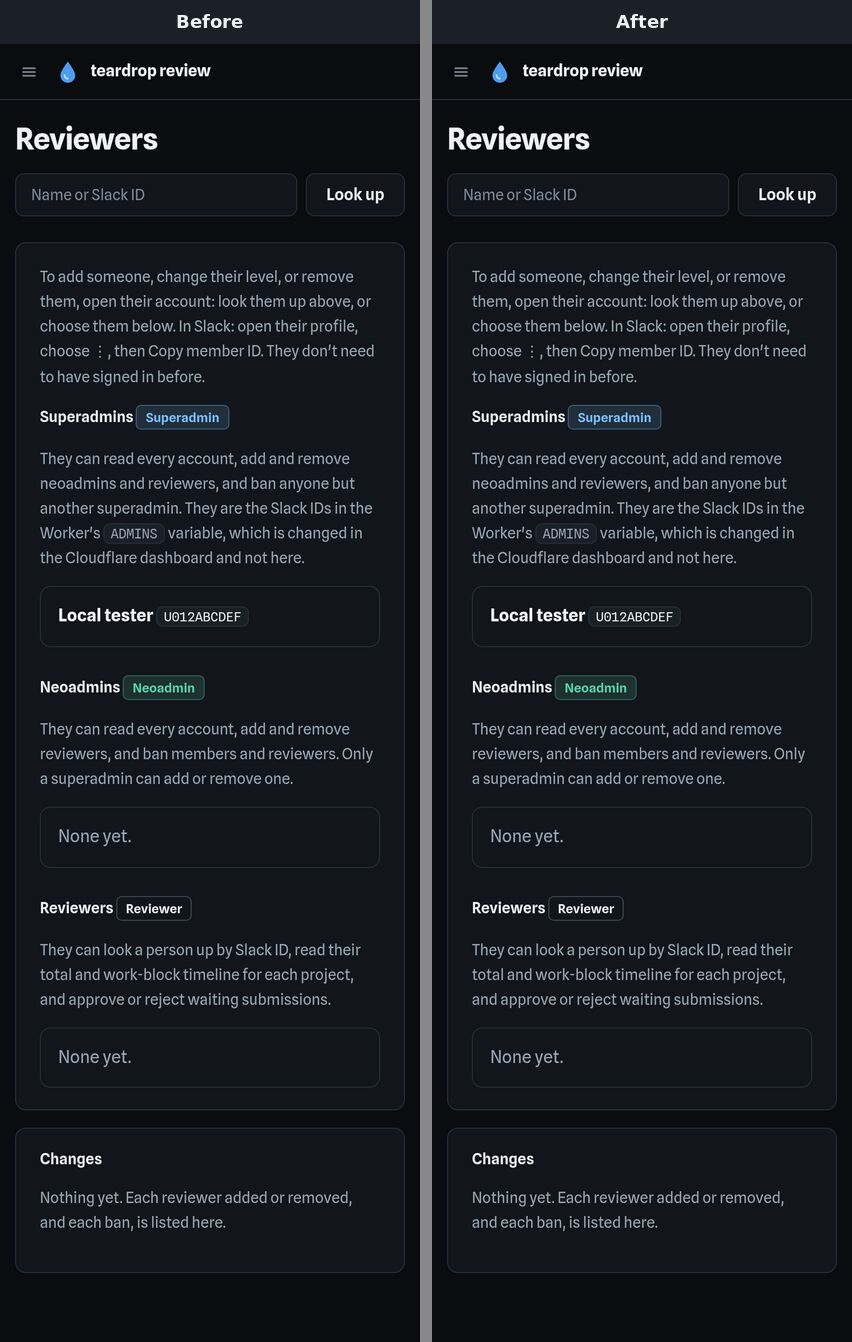 Before
teardrop review
Reviewers
Name or Slack ID
Look up
To add someone, change their level, or remove
them, open their account: look them up above, or
choose them below. In Slack: open their profile,
choose ⋮, then Copy member ID. They don't need
to have signed in before.
Superadmins Superadmin
They can read every account, add and remove
neoadmins and reviewers, and ban anyone but
another superadmin. They are the Slack IDs in the
Worker's ADMINS variable, which is changed in
the Cloudflare dashboard and not here.
Local tester U012ABCDEF
Neoadmins Neoadmin
They can read every account, add and remove
reviewers, and ban members and reviewers. Only
a superadmin can add or remove one.
None yet.
Reviewers Reviewer
They can look a person up by Slack ID, read their
total and work-block timeline for each project,
and approve or reject waiting submissions.
None yet.
Changes
Nothing yet. Each reviewer added or removed,
and each ban, is listed here.
After
teardrop review
Reviewers
Name or Slack ID
Look up
To add someone, change their level, or remove
them, open their account: look them up above, or
choose them below. In Slack: open their profile,
choose ⋮, then Copy member ID. They don't need
to have signed in before.
Superadmins Superadmin
They can read every account, add and remove
neoadmins and reviewers, and ban anyone but
another superadmin. They are the Slack IDs in the
Worker's ADMINS variable, which is changed in
the Cloudflare dashboard and not here.
Local tester U012ABCDEF
Neoadmins Neoadmin
They can read every account, add and remove
reviewers, and ban members and reviewers. Only
a superadmin can add or remove one.
None yet.
Reviewers Reviewer
They can look a person up by Slack ID, read their
total and work-block timeline for each project,
and approve or reject waiting submissions.
None yet.
Changes
Nothing yet. Each reviewer added or removed,
and each ban, is listed here.